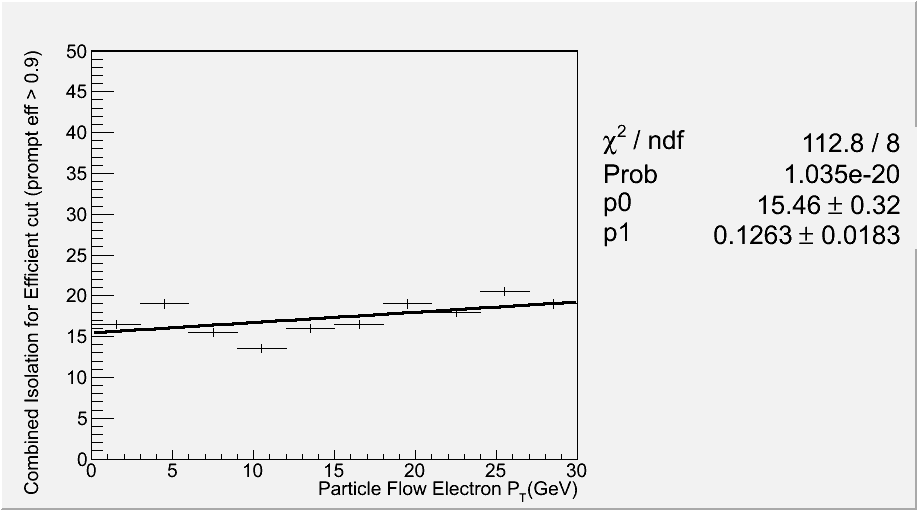 Combined Isolation for Efficient cut (prompt eff > 0.9)
50
45
40
35
30
25
20
15
10
5
0
0 5 10 15 20 25 30
Particle Flow Electron P_T(GeV)
χ² / ndf 112.8 / 8
Prob 1.035e-20
p0 15.46 ± 0.32
p1 0.1263 ± 0.0183